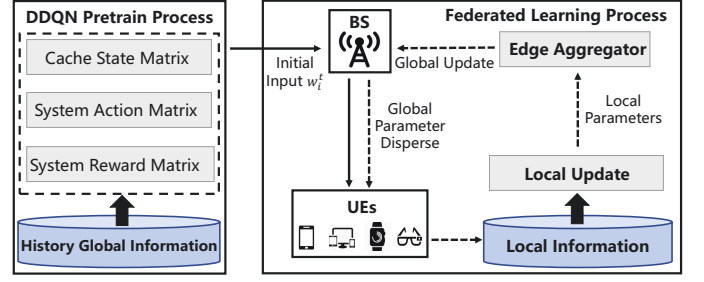 DDQN Pretrain Process
Cache State Matrix
System Action Matrix
System Reward Matrix
History Global Information
Federated Learning Process
BS
Initial
Input $w_i^t$
Global Update
Edge Aggregator
Global
Parameter
Disperse
Local
Parameters
Local Update
UEs
Local Information